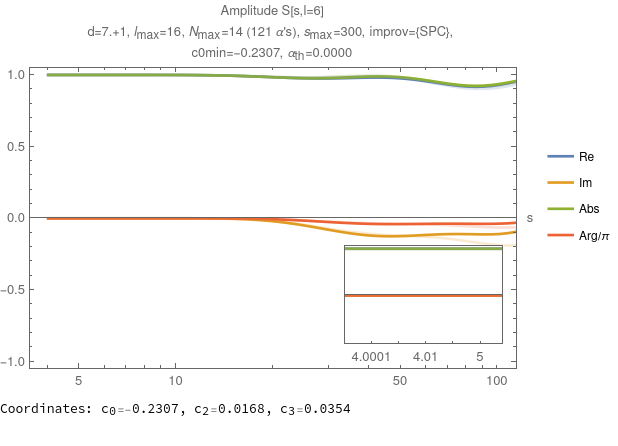 Amplitude S[s,l=6]
d=7.+1, lmax=16, Nmax=14 (121 α's), smax=300, improv={SPC},
c0min=-0.2307, αth=0.0000
1.0
0.5
0.0
-0.5
-1.0
s
Re
Im
Abs
Arg/π
4.0001 4.01 5
5 10 50 100
Coordinates: c0=-0.2307, c2=0.0168, c3=0.0354